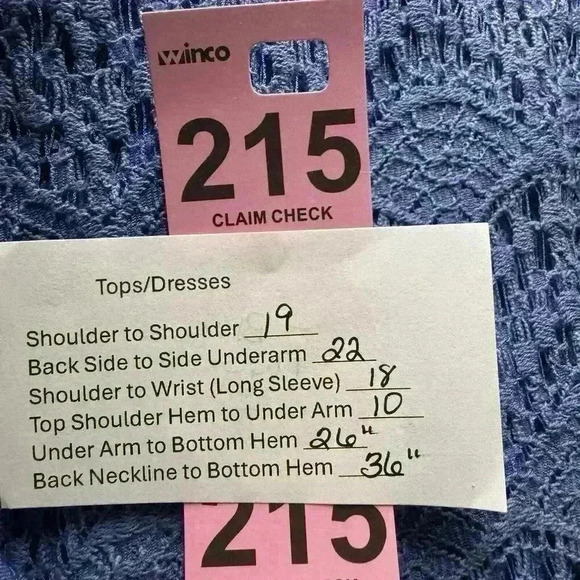 winco
215
CLAIM CHECK
Tops/Dresses
Shoulder to Shoulder 19
Back Side to Side Underarm 22
Shoulder to Wrist (Long Sleeve) 18
Top Shoulder Hem to Under Arm 10
Under Arm to Bottom Hem 26"
Back Neckline to Bottom Hem 36"
215